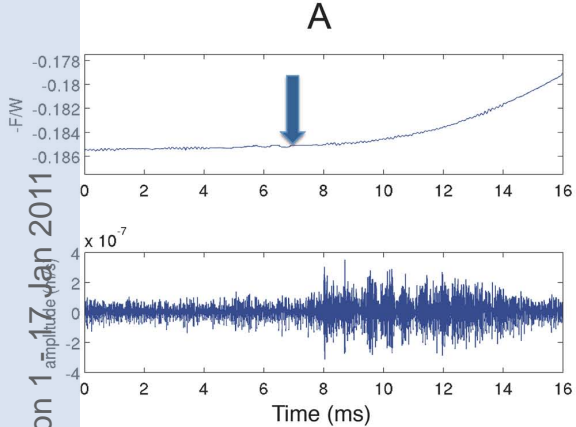 A
-0.178
-0.18
-0.182
-0.184
-0.186
-F/W
0 2 4 6 8 10 12 14 16
x 10^-7
4
2
0
-2
-4
0 2 4 6 8 10 12 14 16
Time (ms)
on 1 - 17 Jan 2011
amplitude (m/s)